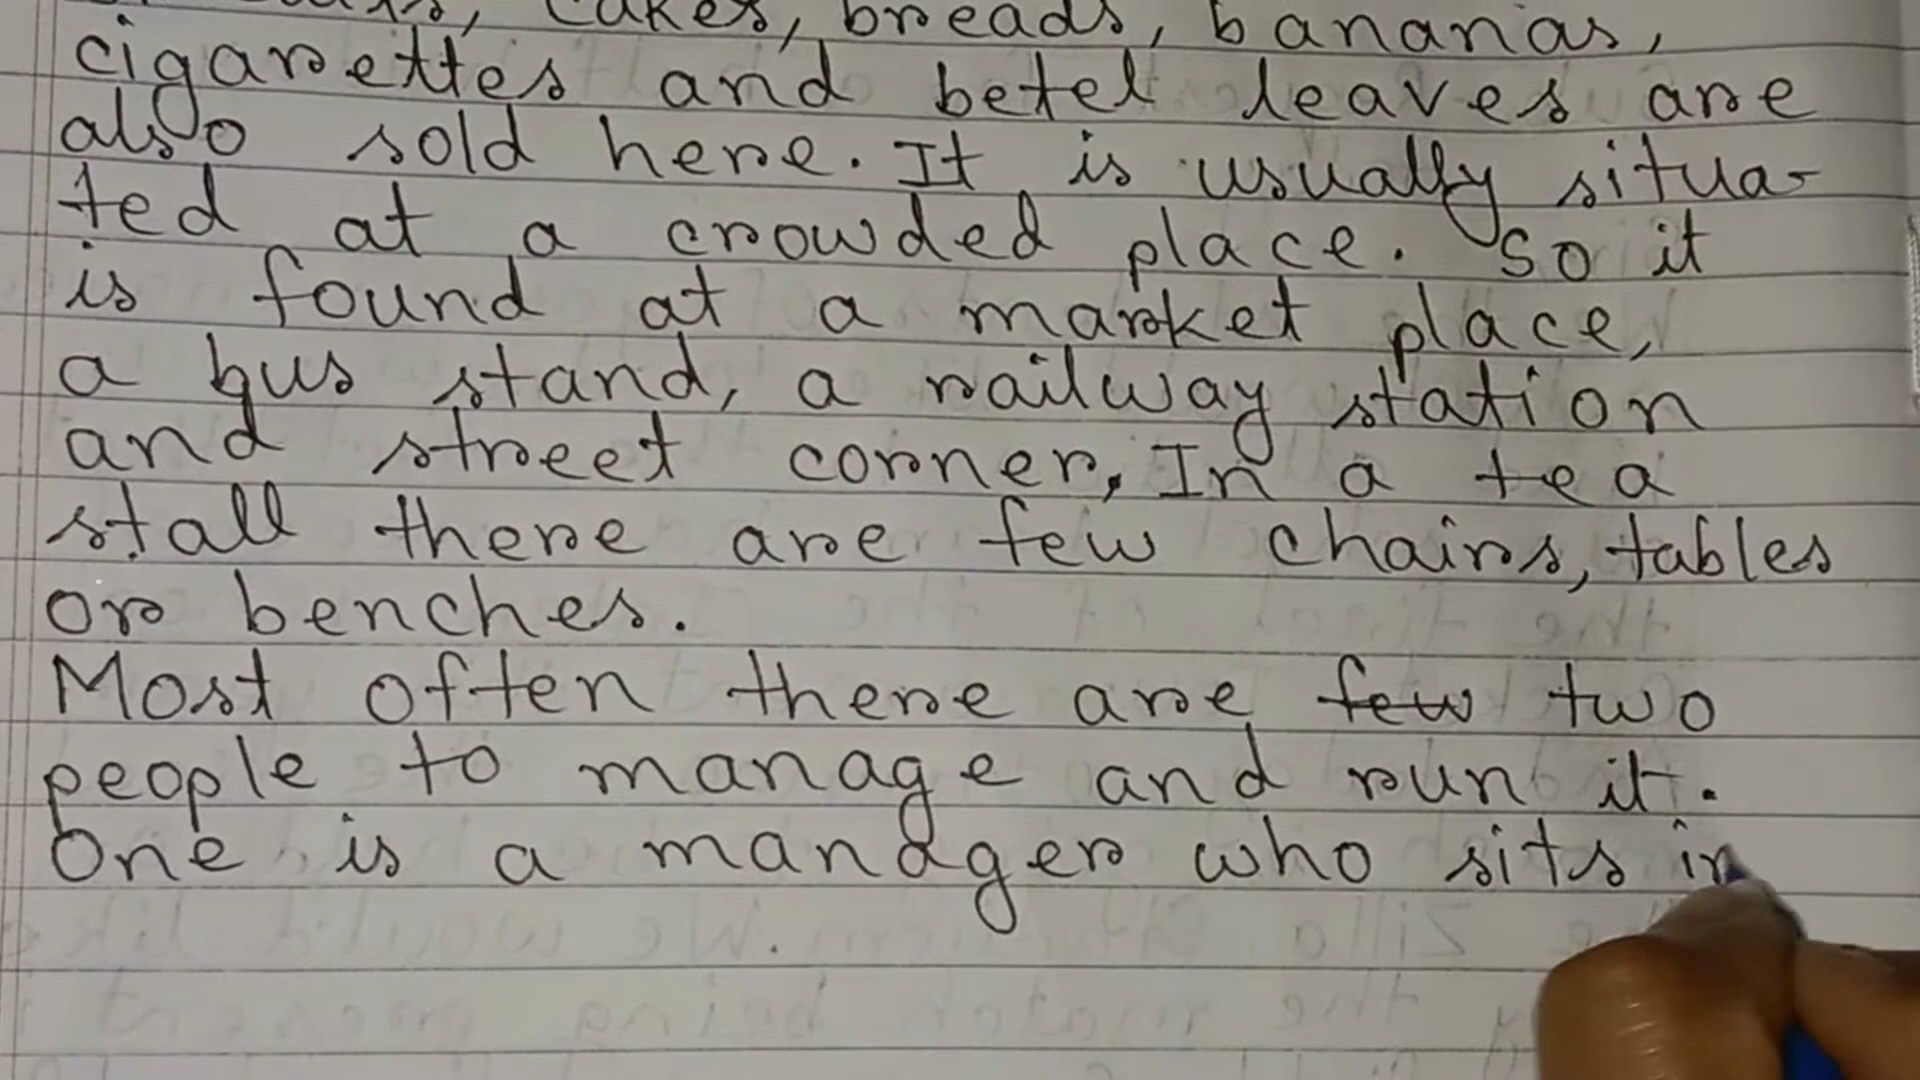 cakes, breads, bananas,
cigarettes and betel leaves are
also sold here. It is usually situa-
ted at a crowded place. So it
is found at a market place,
a bus stand, a railway station
and street corner, In a tea
stall there are few chairs, tables
or benches.
Most often there are few two
people to manage and run it.
One is a manager who sits in